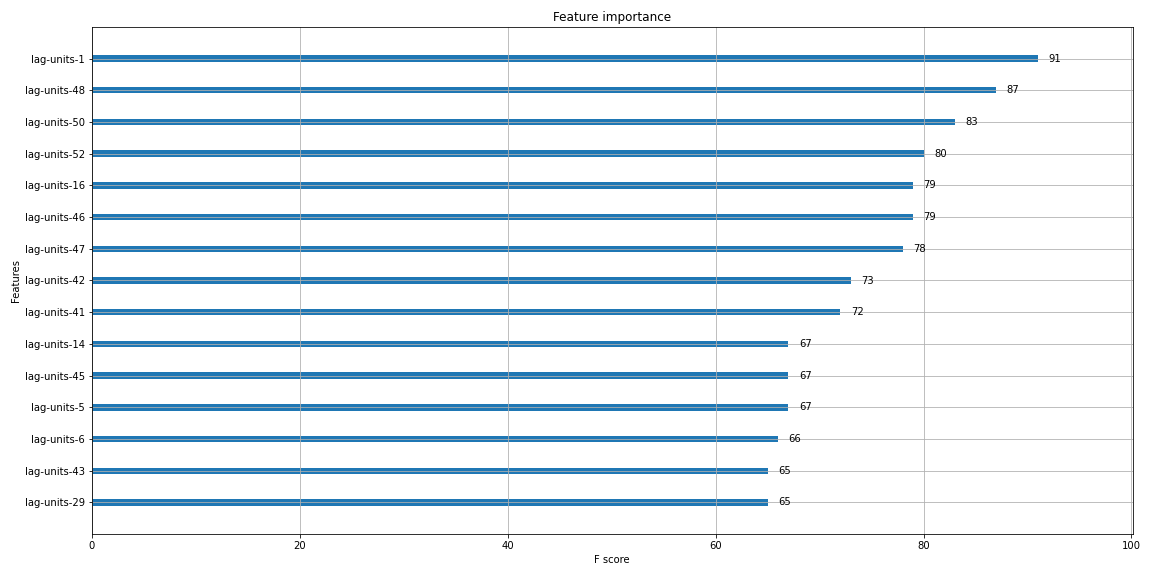 Feature importance
lag-units-1 91
lag-units-48 87
lag-units-50 83
lag-units-52 80
lag-units-16 79
lag-units-46 79
lag-units-47 78
Features
lag-units-42 73
lag-units-41 72
lag-units-14 67
lag-units-45 67
lag-units-5 67
lag-units-6 66
lag-units-43 65
lag-units-29 65
0 20 40 60 80 100
F score